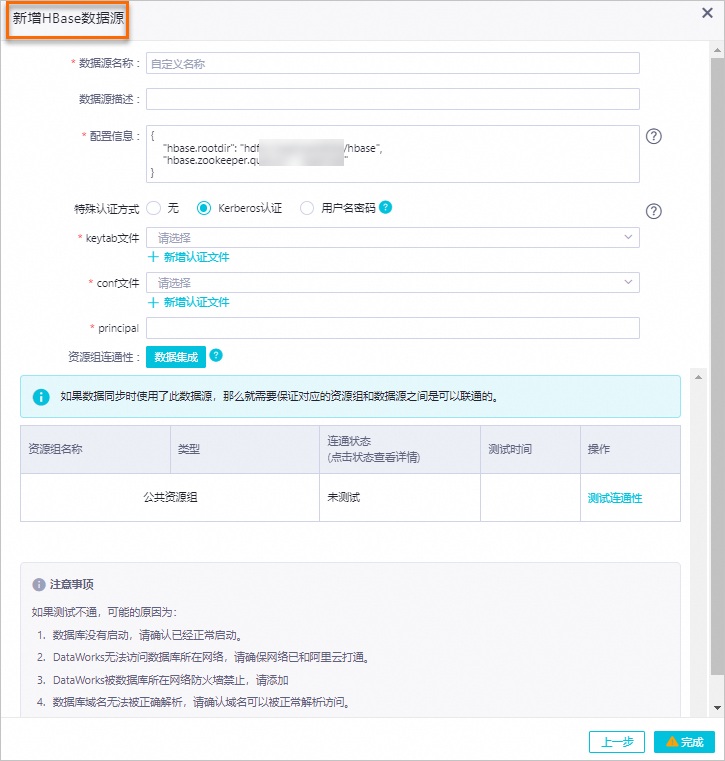 新增HBase数据源
* 数据源名称： 自定义名称
数据源描述：
* 配置信息： {
"hbase.rootdir": "hdf /hbase",
"hbase.zookeeper.qu "
}
特殊认证方式 无 Kerberos认证 用户名密码
* keytab文件 请选择
新增认证文件
* conf文件 请选择
新增认证文件
* principal
资源组连通性： 数据集成
如果数据同步时使用了此数据源，那么就需要保证对应的资源组和数据源之间是可以联通的。
资源组名称 类型 连通状态 (点击状态查看详情) 测试时间 操作
公共资源组 未测试 测试连通性
注意事项
如果测试不通，可能的原因为：
1. 数据库没有启动，请确认已经正常启动。
2. DataWorks无法访问数据库所在网络，请确保网络已和阿里云打通。
3. DataWorks被数据库所在网络防火墙禁止，请添加
4. 数据库域名无法被正确解析，请确认域名可以被正常解析访问。
上一步 完成